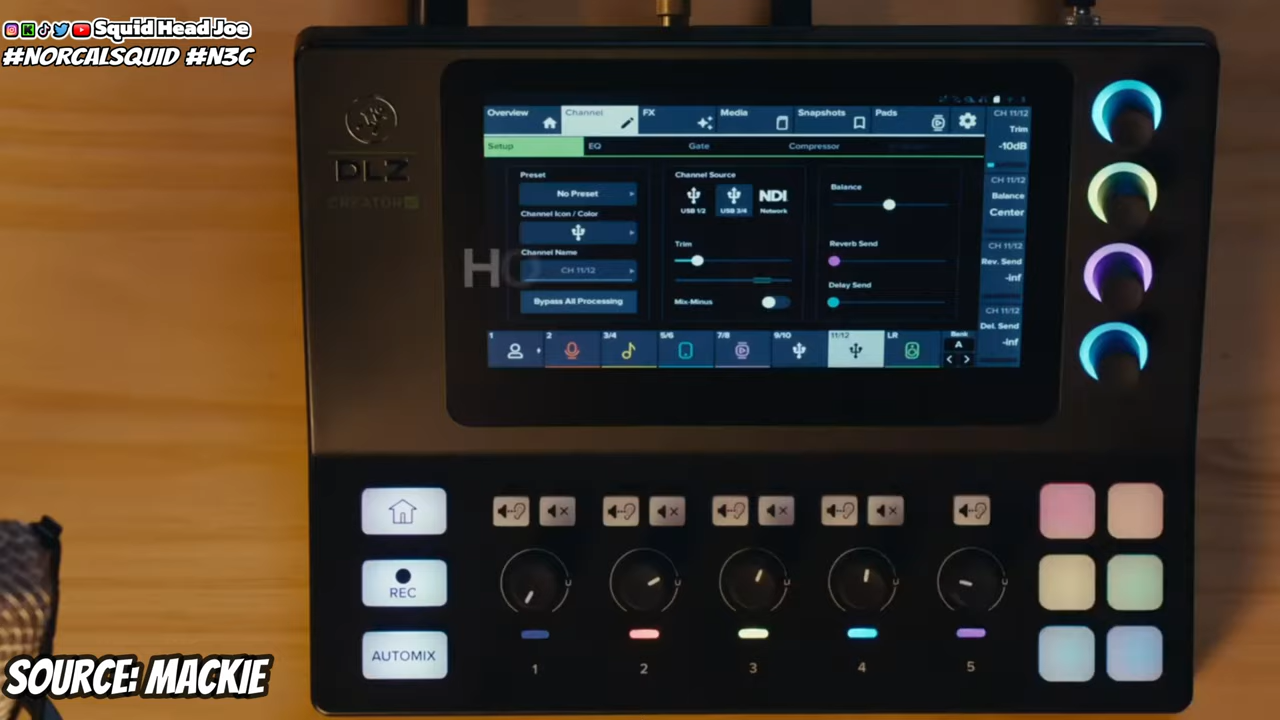 Squid Head Joe
#NORCALSQUID #N3C
DLZ
CREATOR
Overview
Channel
FX
Media
Snapshots
Pads
Setup
EQ
Gate
Compressor
Preset
No Preset
Channel Icon / Color
Channel Name
CH 11/12
Bypass All Processing
Channel Source
USB 1/2
USB 3/4
NDI
Network
Trim
Mix-Minus
Balance
Reverb Send
Delay Send
CH 11/12
Trim
-10dB
CH 11/12
Balance
Center
CH 11/12
Rev. Send
-inf
CH 11/12
Del. Send
-inf
HO
1
2
3/4
5/6
7/8
9/10
11/12
LR
Bank
A
REC
AUTOMIX
1
2
3
4
5
SOURCE: MACKIE